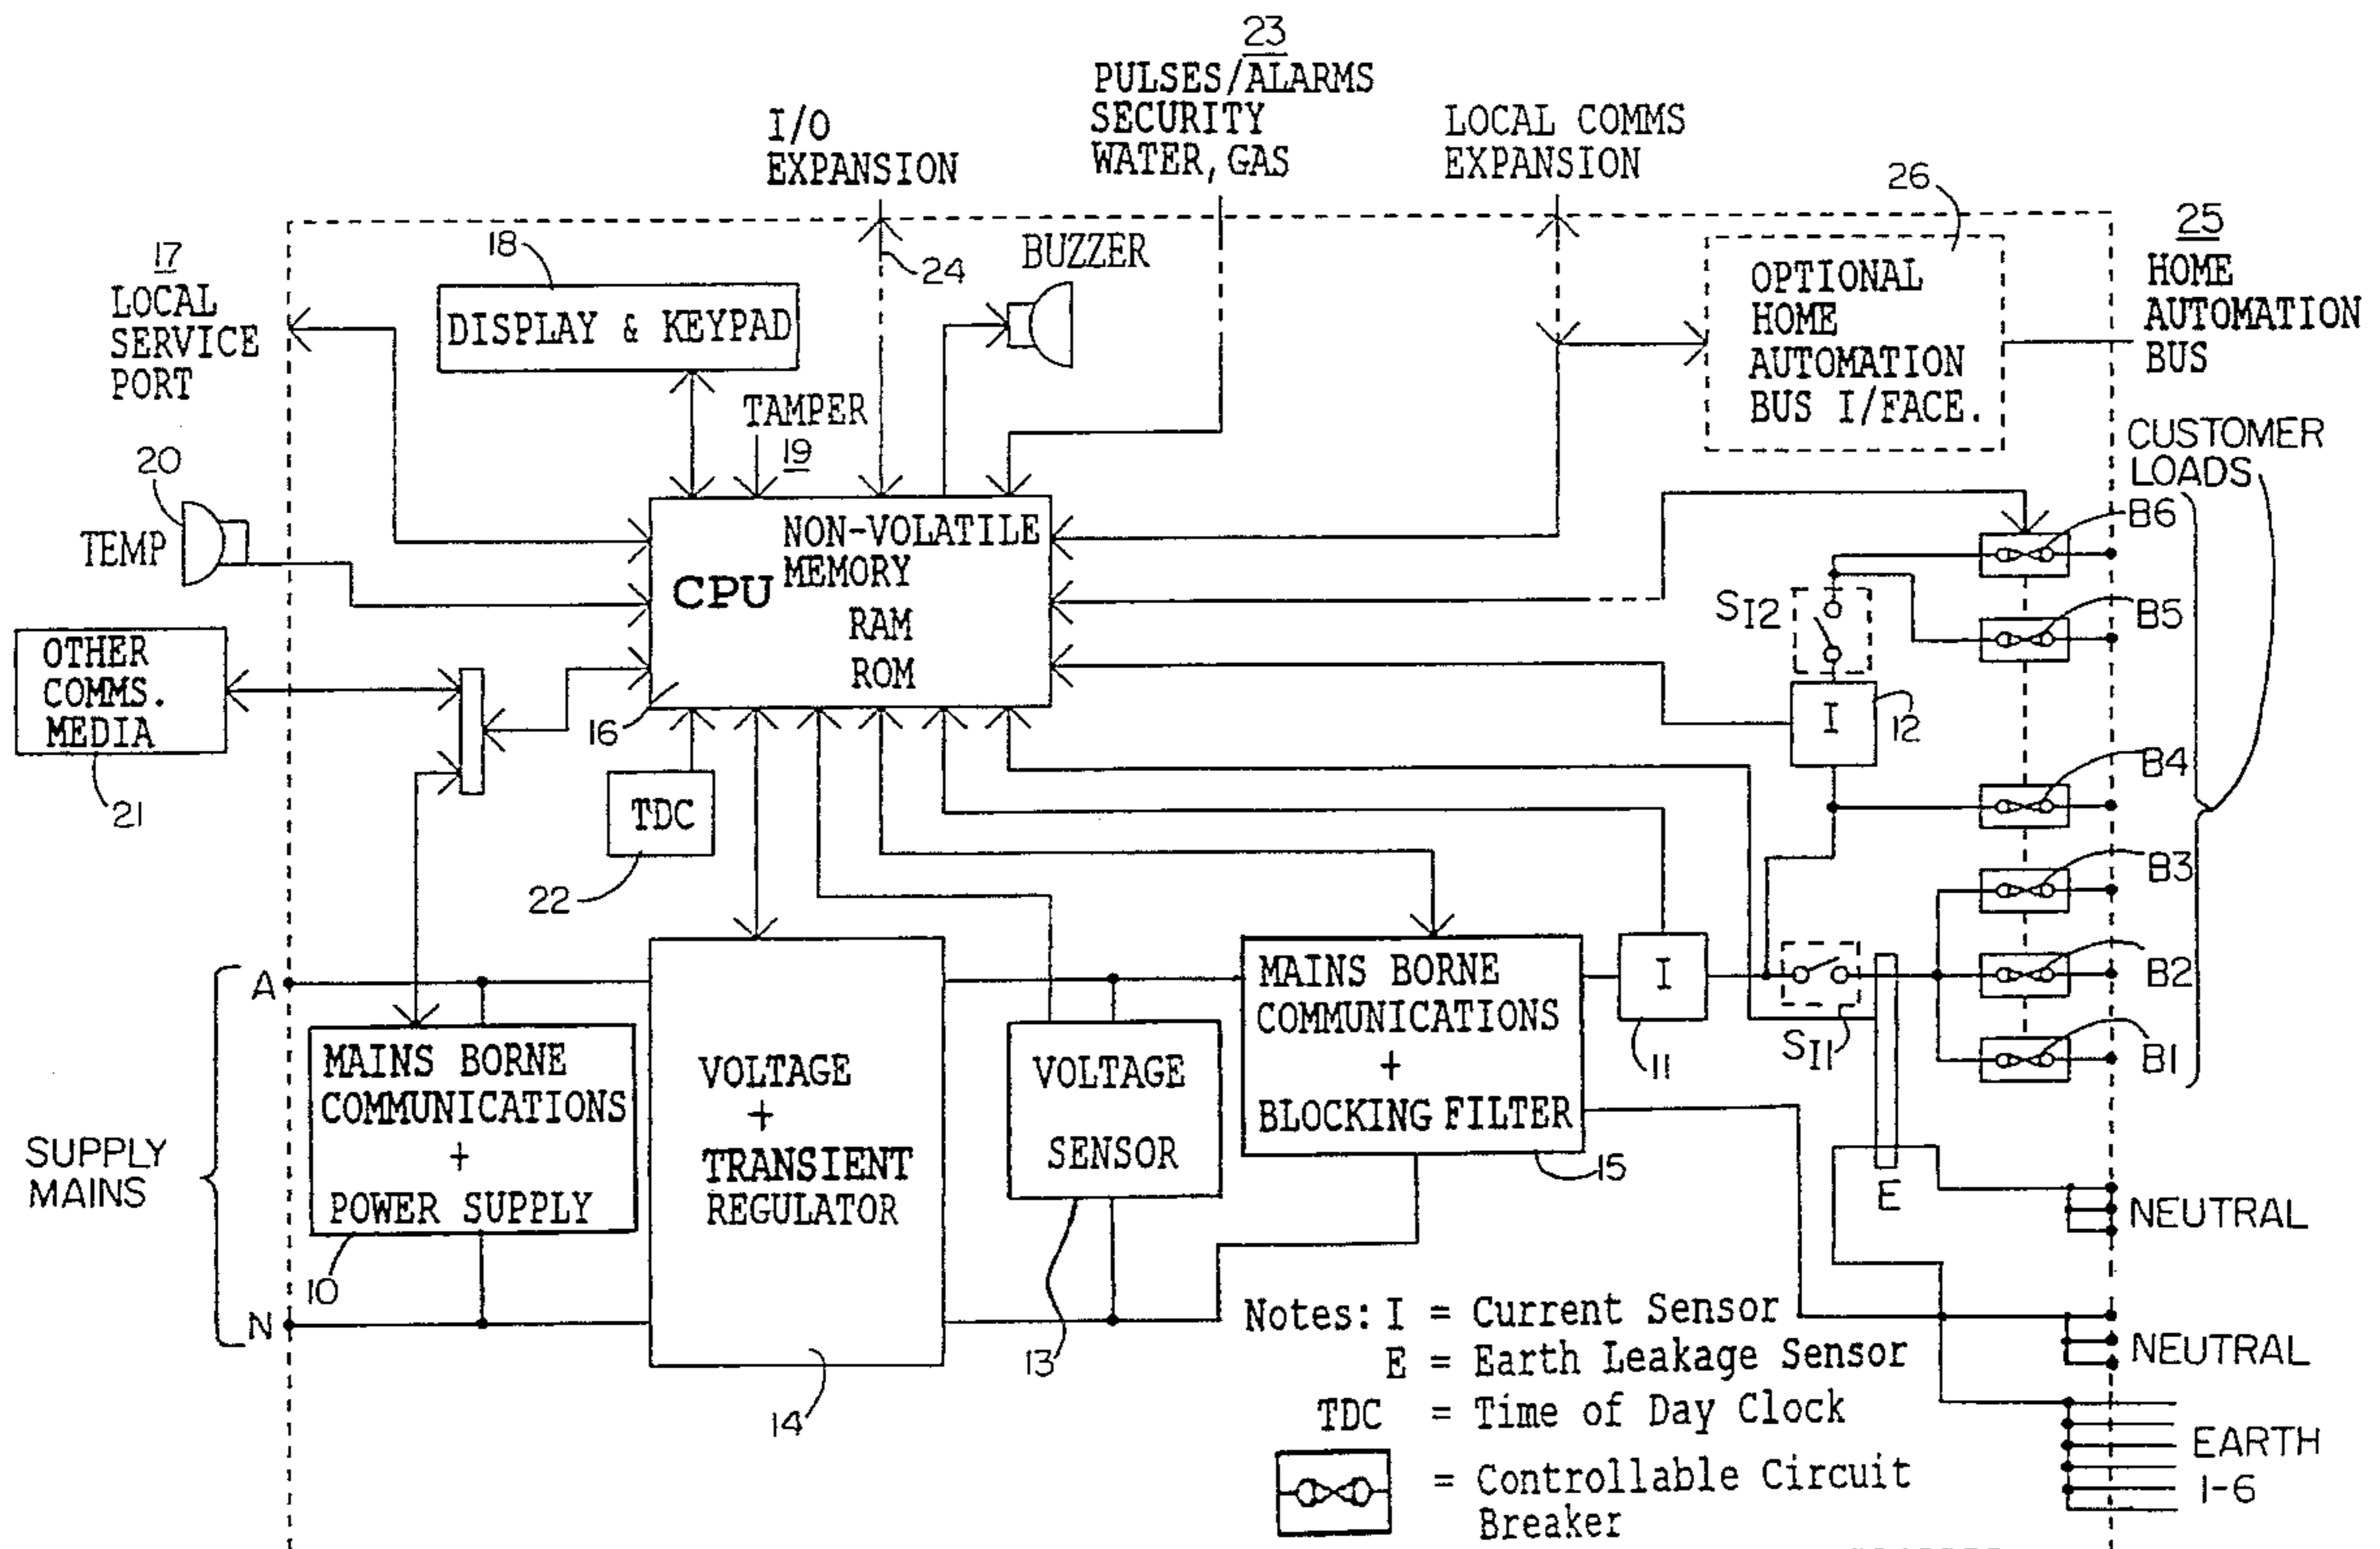 23
PULSES/ALARMS
SECURITY
WATER, GAS
I/O
EXPANSION
LOCAL COMMS
EXPANSION
26
25
HOME
AUTOMATION
BUS
17
LOCAL
SERVICE
PORT
18
DISPLAY & KEYPAD
24
BUZZER
OPTIONAL
HOME
AUTOMATION
BUS I/FACE.
TAMPER
19
CUSTOMER
LOADS
20
TEMP
NON-VOLATILE
MEMORY
CPU
RAM
ROM
16
B6
B5
B4
B3
B2
B1
SI2
I
12
OTHER
COMMS.
MEDIA
21
TDC
22
SUPPLY
MAINS
A
N
MAINS BORNE
COMMUNICATIONS
+
POWER SUPPLY
10
VOLTAGE
+
TRANSIENT
REGULATOR
14
VOLTAGE
SENSOR
13
MAINS BORNE
COMMUNICATIONS
+
BLOCKING FILTER
15
I
11
SI1
E
NEUTRAL
NEUTRAL
EARTH
1-6
Notes: I = Current Sensor
E = Earth Leakage Sensor
TDC = Time of Day Clock
= Controllable Circuit
Breaker